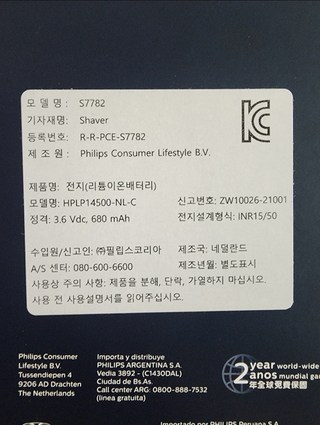 모 델 명 : S7782
기자재명: Shaver
등록번호: R-R-PCE-S7782
제 조 원 : Philips Consumer Lifestyle B.V.
제품명: 전지(리튬이온배터리)
모델명: HPLP14500-NL-C 신고번호: ZW10026-21001
정격: 3.6 Vdc, 680 mAh 전지설계형식: INR15/50
수입원/신고인: ㈜필립스코리아 제조국: 네덜란드
A/S 센터: 080-600-6600 제조년월: 별도표시
사용상 주의 사항: 제품을 분해, 단락, 가열하지 마십시오.
사용 전 사용설명서를 읽어주십시오.
Philips Consumer
Lifestyle B.V.
Tussendiepen 4
9206 AD Drachten
The Netherlands
Importa y distribuye
PHILIPS ARGENTINA S.A.
Vedia 3892 - (C1430DAL)
Ciudad de Bs.As.
Call center ARG: 0800-888-7532
(línea gratuita)
2 year world-wide
anos mundial
年全球免費保固
Importado por PHILIPS Peruana S.A.